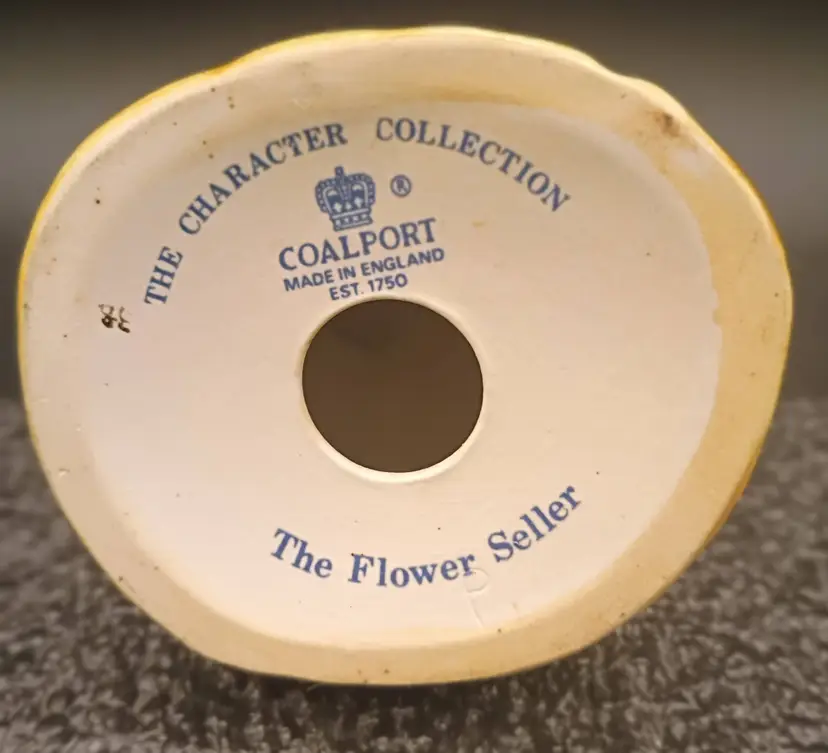 THE CHARACTER COLLECTION
®
COALPORT
MADE IN ENGLAND
EST. 1750
The Flower Seller